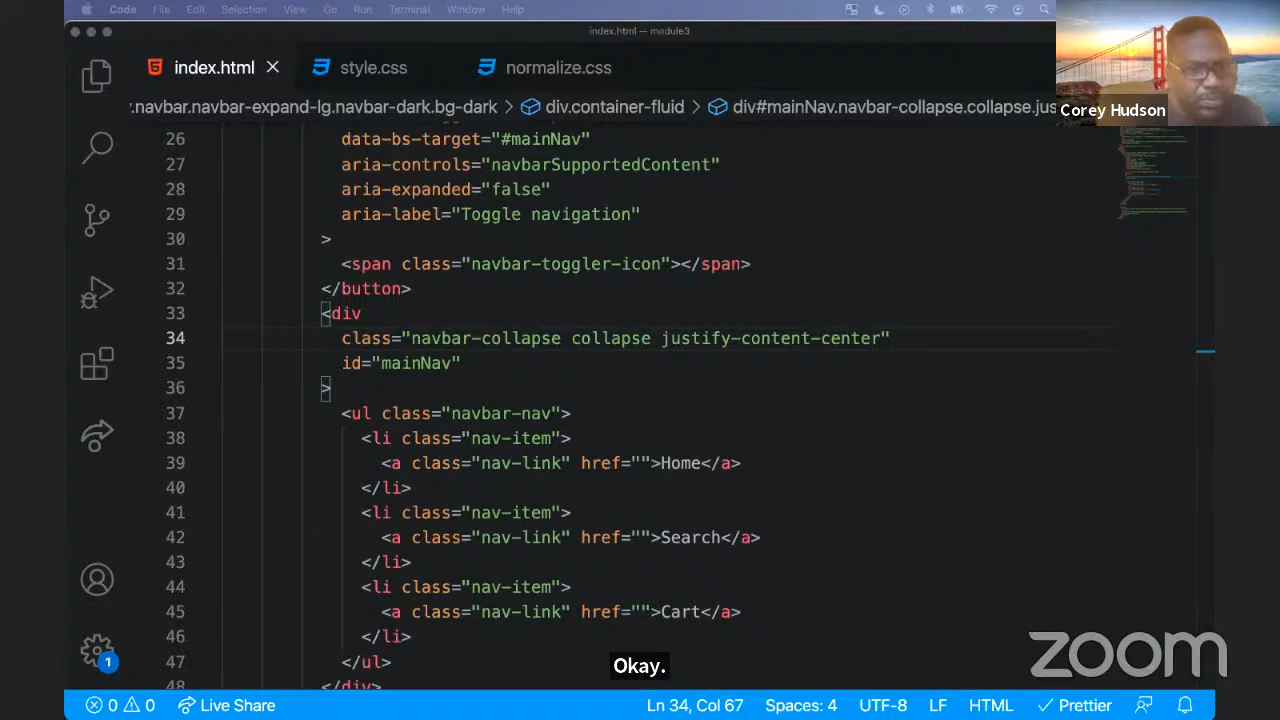 Code File Edit Selection View Go Run Terminal Window Help
index.html — module3
index.html style.css normalize.css
.navbar.navbar-expand-lg.navbar-dark.bg-dark > div.container-fluid > div#mainNav.navbar-collapse.collapse.jus
Corey Hudson
26 data-bs-target="#mainNav"
27 aria-controls="navbarSupportedContent"
28 aria-expanded="false"
29 aria-label="Toggle navigation"
30 >
31 <span class="navbar-toggler-icon"></span>
32 </button>
33 <div
34 class="navbar-collapse collapse justify-content-center"
35 id="mainNav"
36 >
37 <ul class="navbar-nav">
38 <li class="nav-item">
39 <a class="nav-link" href="">Home</a>
40 </li>
41 <li class="nav-item">
42 <a class="nav-link" href="">Search</a>
43 </li>
44 <li class="nav-item">
45 <a class="nav-link" href="">Cart</a>
46 </li>
47 </ul>
48 </div>
Okay.
zoom
1
0 0 Live Share Ln 34, Col 67 Spaces: 4 UTF-8 LF HTML Prettier